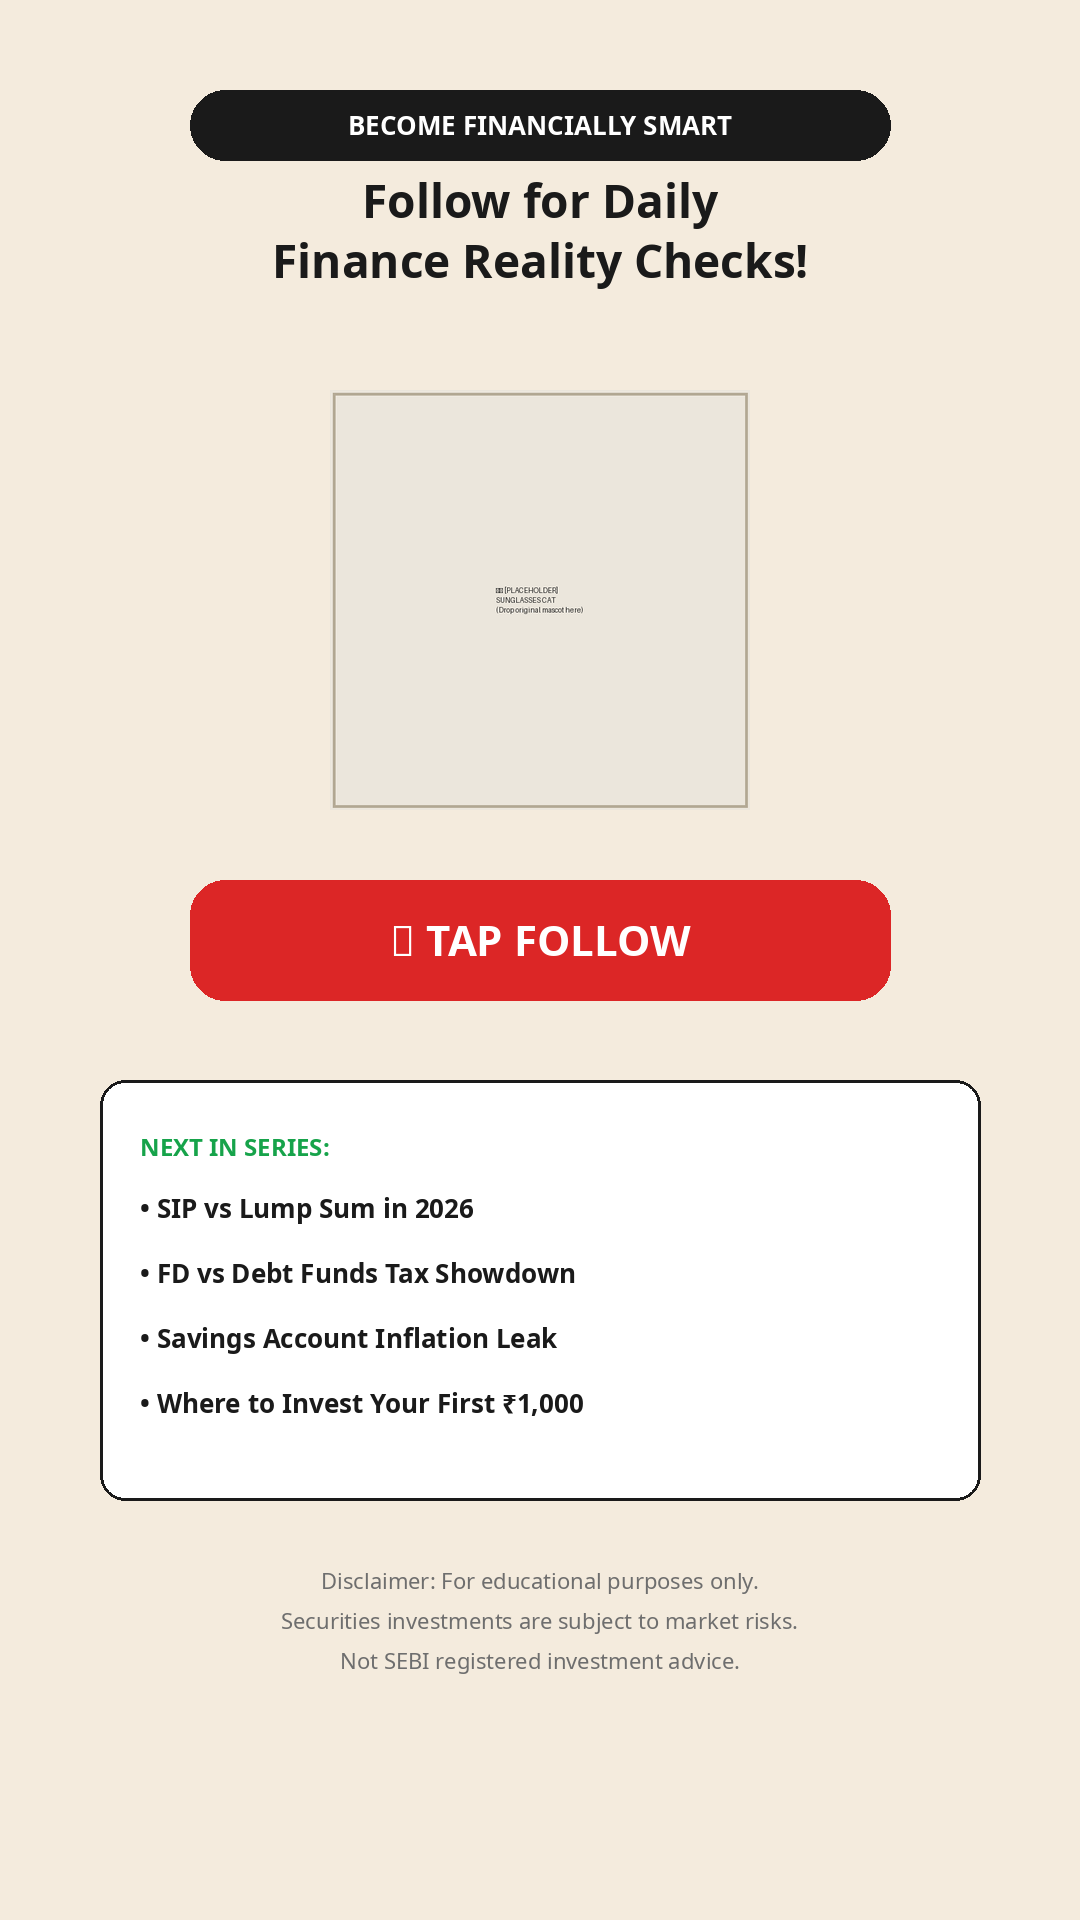 BECOME FINANCIALLY SMART
Follow for Daily
Finance Reality Checks!
[PLACEHOLDER]
SUNGLASSES CAT
(Drop original mascot here)
TAP FOLLOW
NEXT IN SERIES:
• SIP vs Lump Sum in 2026
• FD vs Debt Funds Tax Showdown
• Savings Account Inflation Leak
• Where to Invest Your First ₹1,000
Disclaimer: For educational purposes only.
Securities investments are subject to market risks.
Not SEBI registered investment advice.